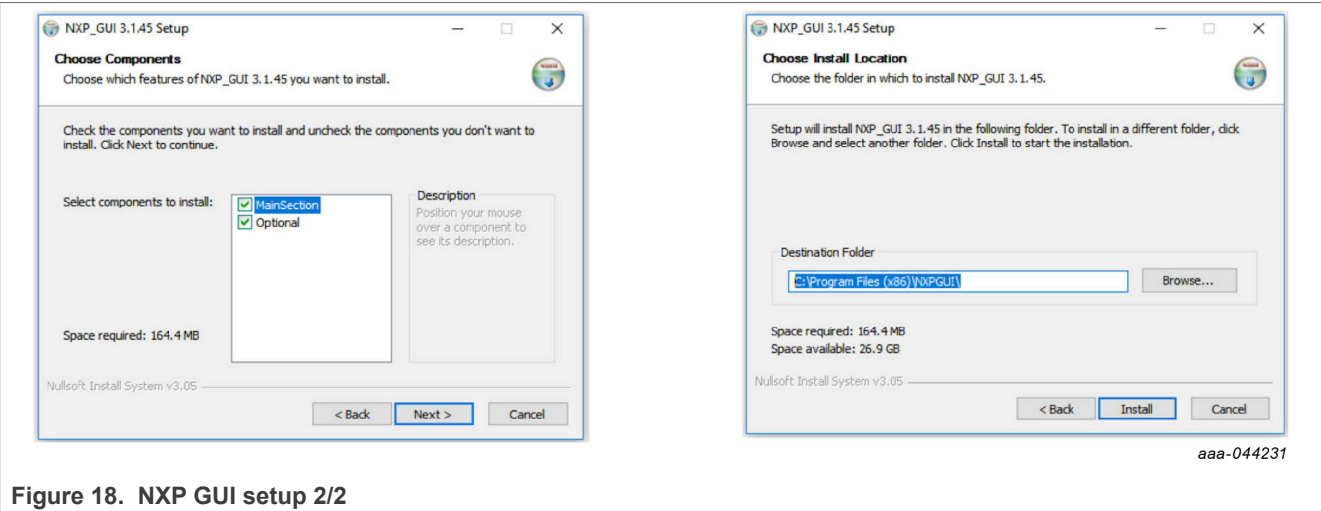 NXP_GUI 3.1.45 Setup
Choose Components
Choose which features of NXP_GUI 3.1.45 you want to install.
Check the components you want to install and uncheck the components you don't want to
install. Click Next to continue.
Select components to install:
MainSection
Optional
Description
Position your mouse
over a component to
see its description.
Space required: 164.4 MB
Nullsoft Install System v3.05
< Back
Next >
Cancel
NXP_GUI 3.1.45 Setup
Choose Install Location
Choose the folder in which to install NXP_GUI 3.1.45.
Setup will install NXP_GUI 3.1.45 in the following folder. To install in a different folder, click
Browse and select another folder. Click Install to start the installation.
Destination Folder
C:\Program Files (x86)\NXPGUI\
Browse...
Space required: 164.4 MB
Space available: 26.9 GB
Nullsoft Install System v3.05
< Back
Install
Cancel
aaa-044231
Figure 18. NXP GUI setup 2/2